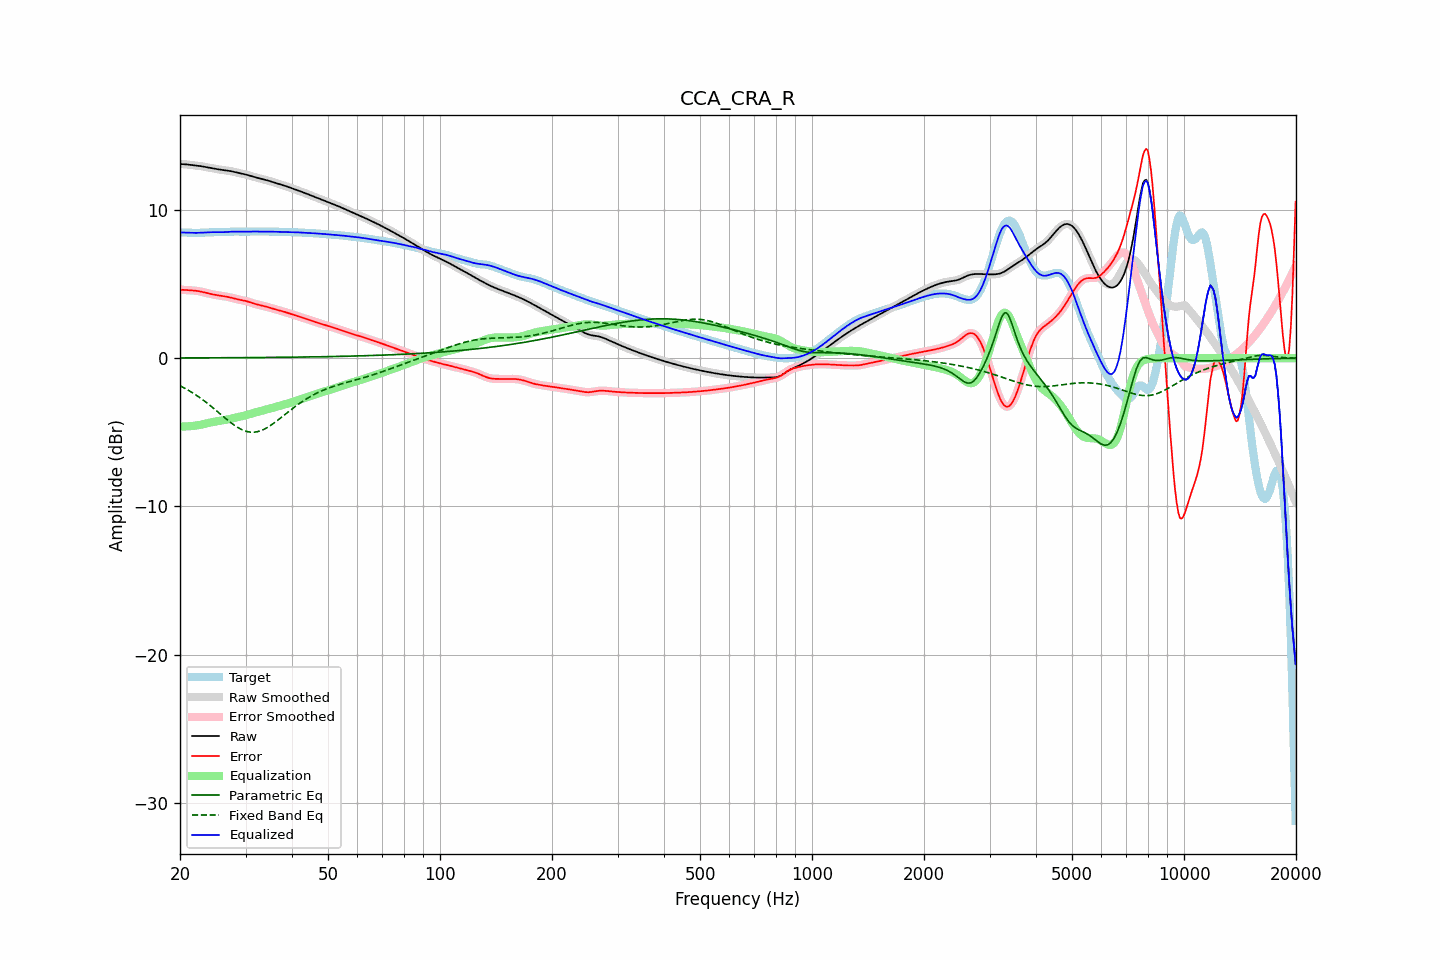 CCA_CRA_R
10
0
−10
−20
−30
Amplitude (dBr)
Target
Raw Smoothed
Error Smoothed
Raw
Error
Equalization
Parametric Eq
Fixed Band Eq
Equalized
20 50 100 200 500 1000 2000 5000 10000 20000
Frequency (Hz)